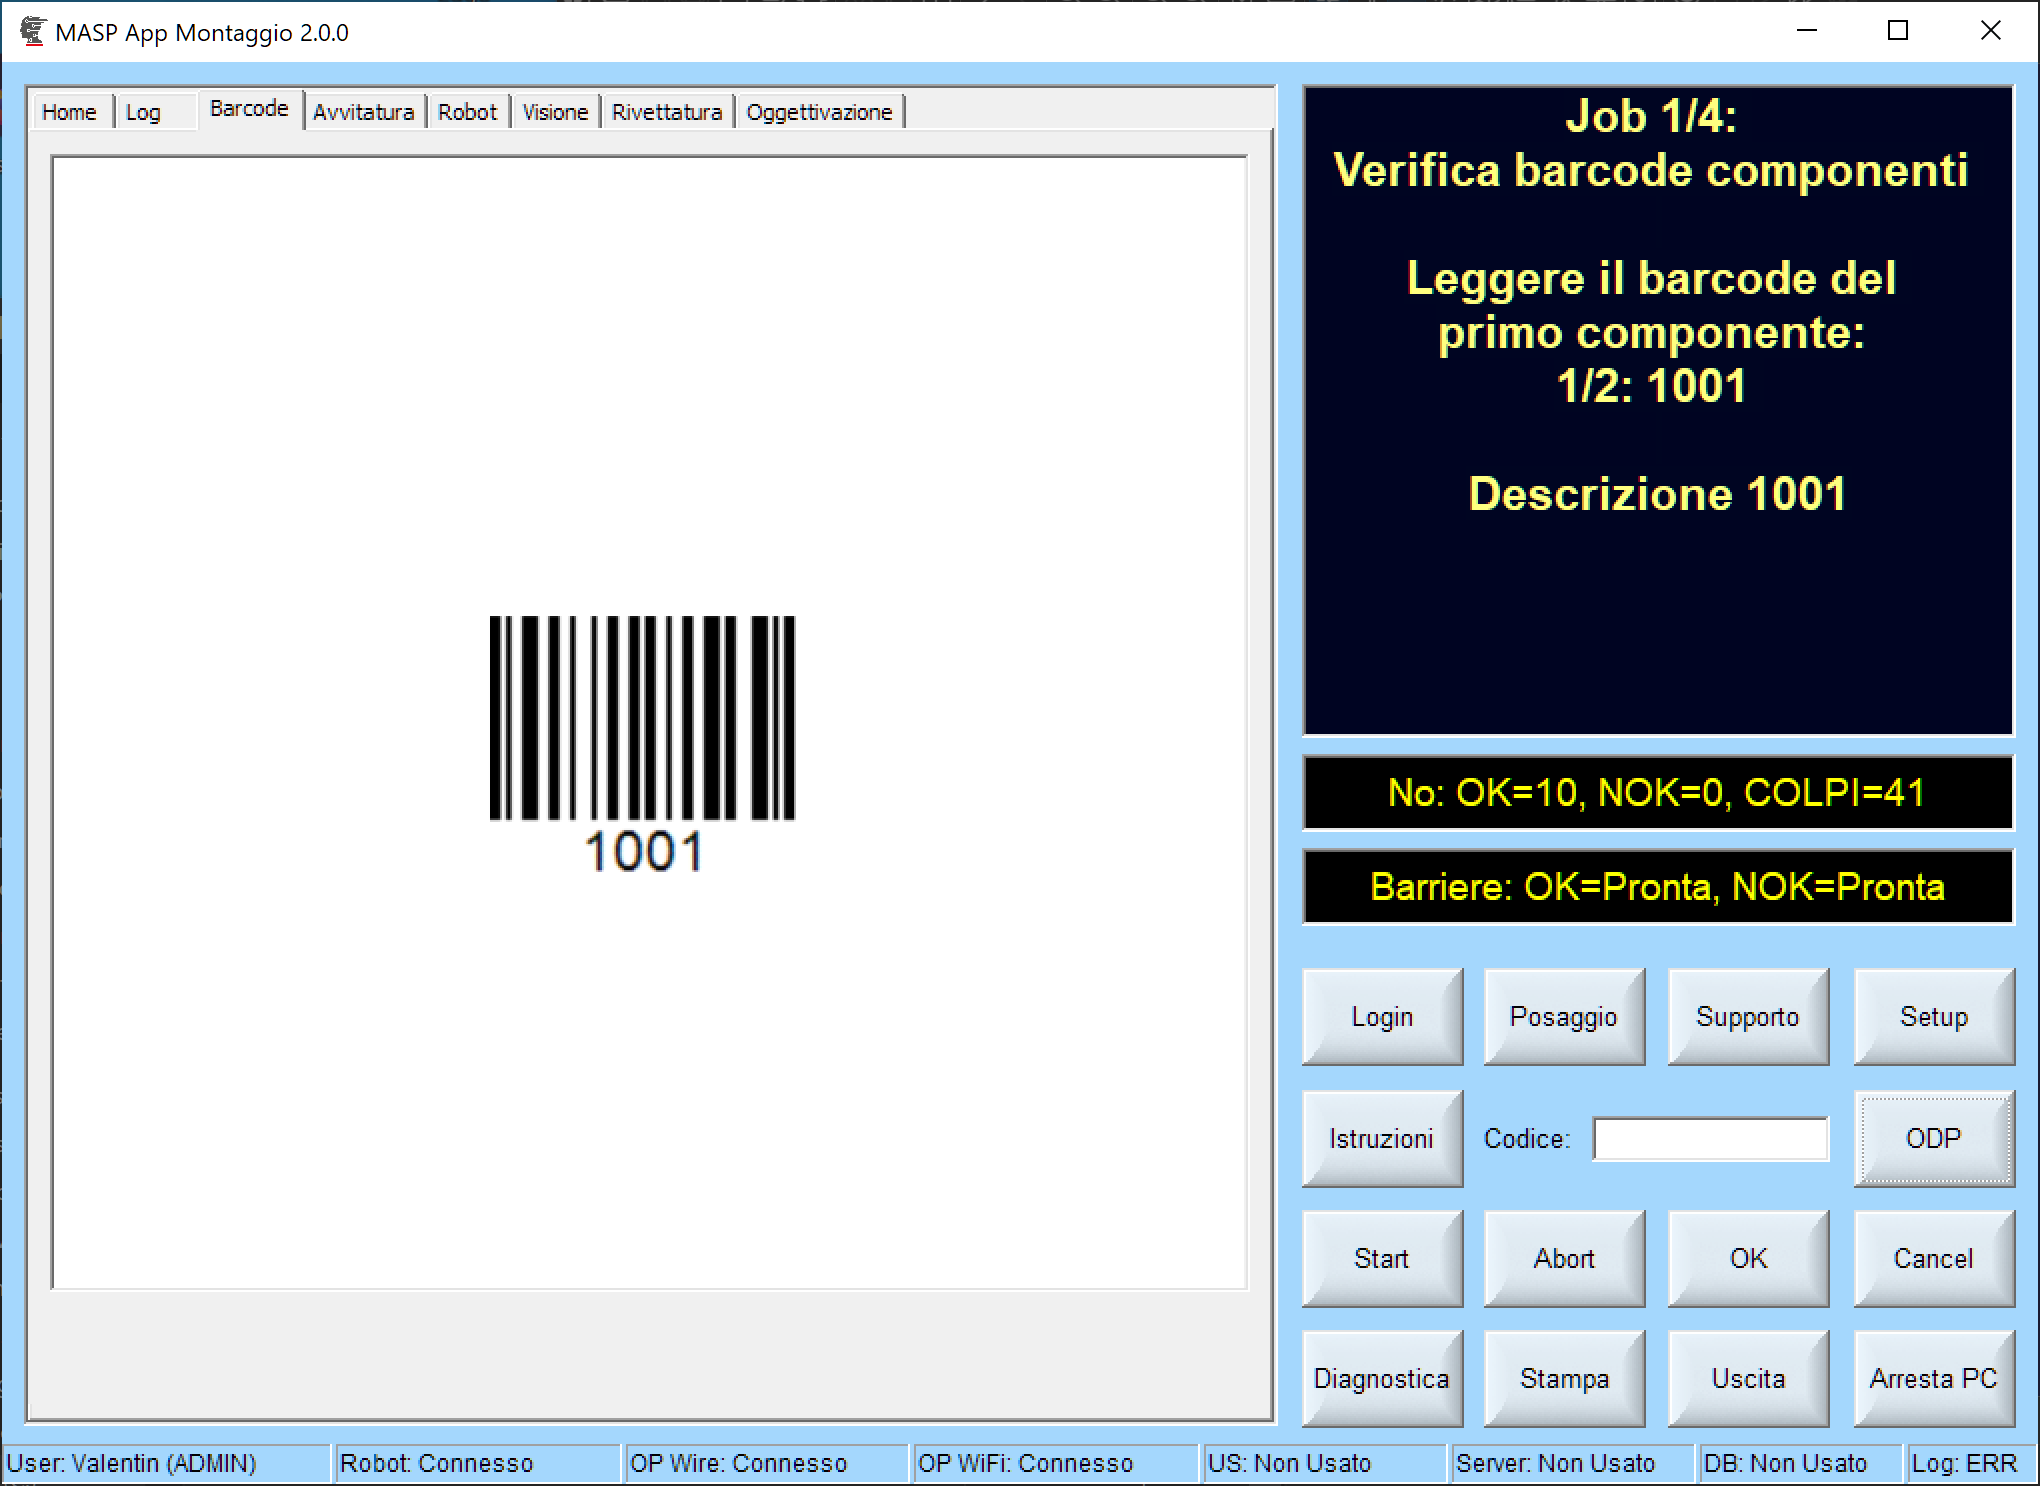 MASP App Montaggio 2.0.0
Home Log Barcode Avvitatura Robot Visione Rivettatura Oggettivazione
1001
Job 1/4:
Verifica barcode componenti
Leggere il barcode del
primo componente:
1/2: 1001
Descrizione 1001
No: OK=10, NOK=0, COLPI=41
Barriere: OK=Pronta, NOK=Pronta
Login Posaggio Supporto Setup
Istruzioni Codice: ODP
Start Abort OK Cancel
Diagnostica Stampa Uscita Arresta PC
User: Valentin (ADMIN) Robot: Connesso OP Wire: Connesso OP WiFi: Connesso US: Non Usato Server: Non Usato DB: Non Usato Log: ERR